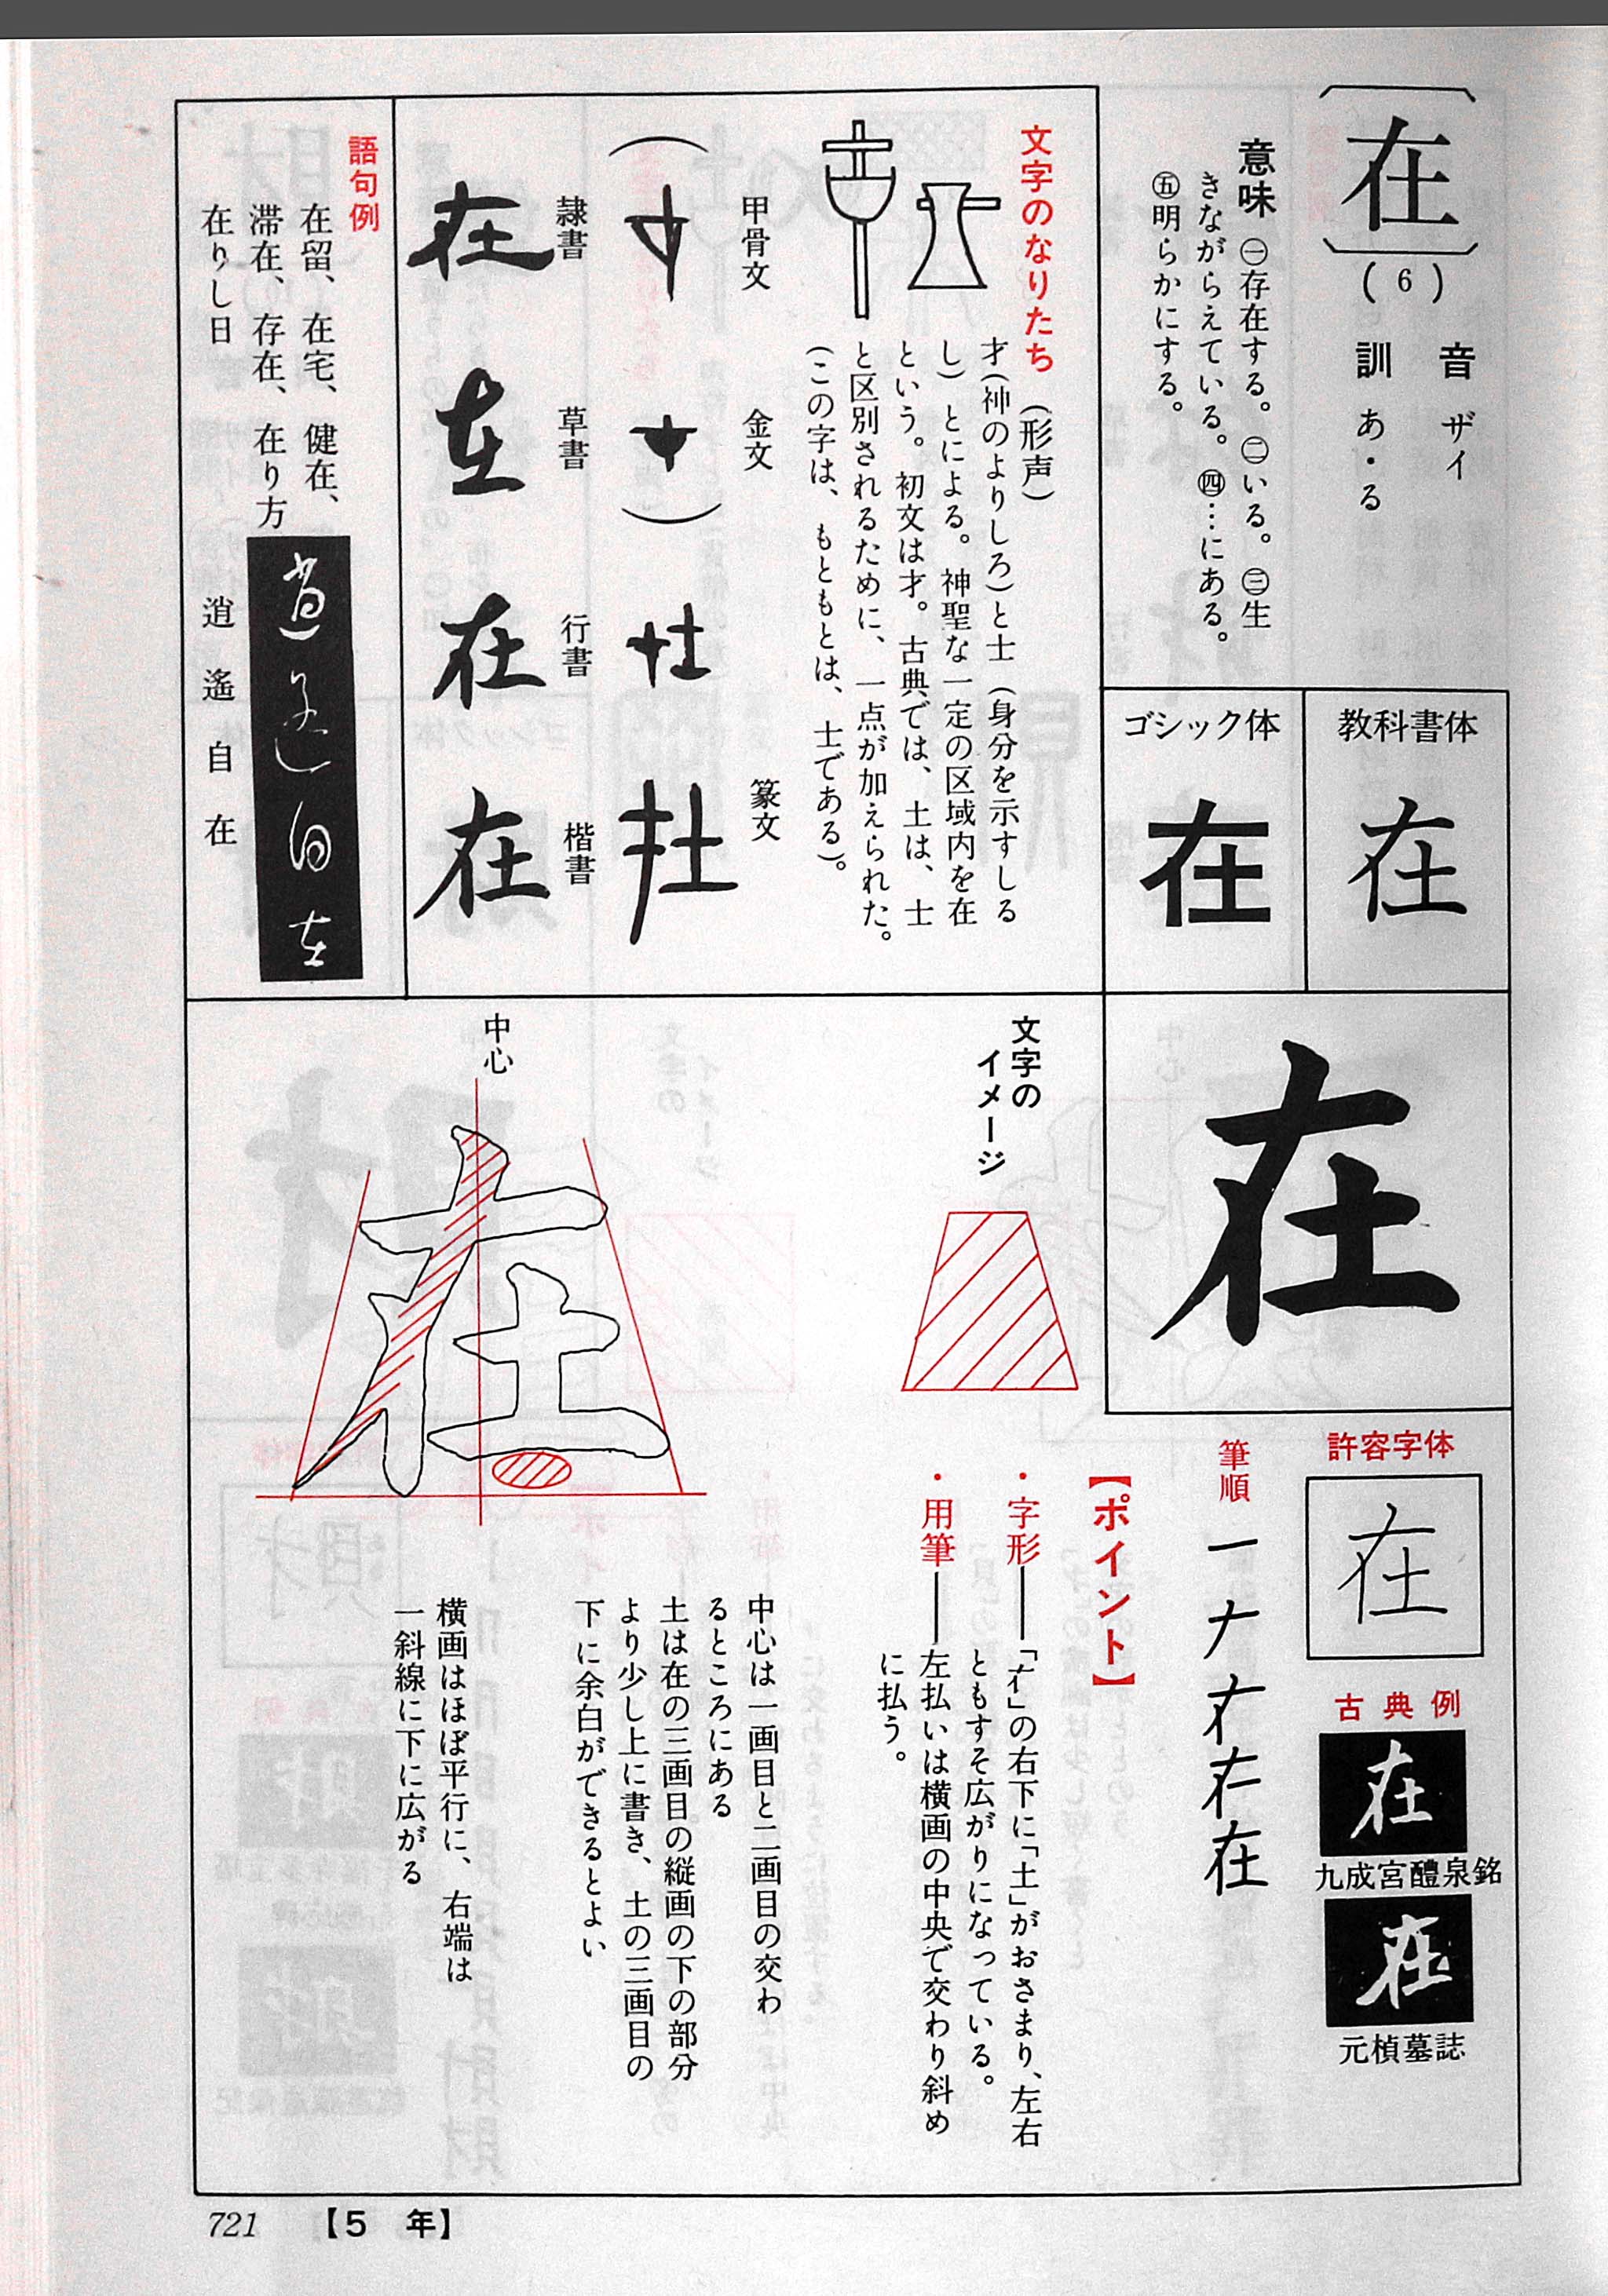 在
(6)
音 ザイ
訓 あ・る
意味 ㊀存在する。㊁いる。㊂生
きながらえている。㊃…にある。
㊄明らかにする。
教科書体
在
ゴシック体
在
文字のなりたち (形声)
才(神のよりしろ)と士(身分を示すしる
し)とによる。神聖な一定の区域内を在
という。初文は才。古典では、土は、士
と区別されるために、一点が加えられた。
(この字は、もともとは、士である)。
甲骨文
金文
篆文
隷書
在
草書
在
行書
在
楷書
在
語句例
在留、在宅、健在、
滞在、存在、在り方
在りし日
逍遙自在
逍遙自在
在
許容字体
在
古典例
在
九成宮醴泉銘
在
元楨墓誌
筆順
一ナ在
文字の
イメージ
中心
【ポイント】
・字形――「𠂇」の右下に「土」がおさまり、左右
ともすそ広がりになっている。
・用筆――左払いは横画の中央で交わり斜め
に払う。
中心は一画目と二画目の交わ
るところにある
土は在の三画目の縦画の下の部分
より少し上に書き、土の三画目の
下に余白ができるとよい
横画はほぼ平行に、右端は
一斜線に下に広がる
721 【5 年】